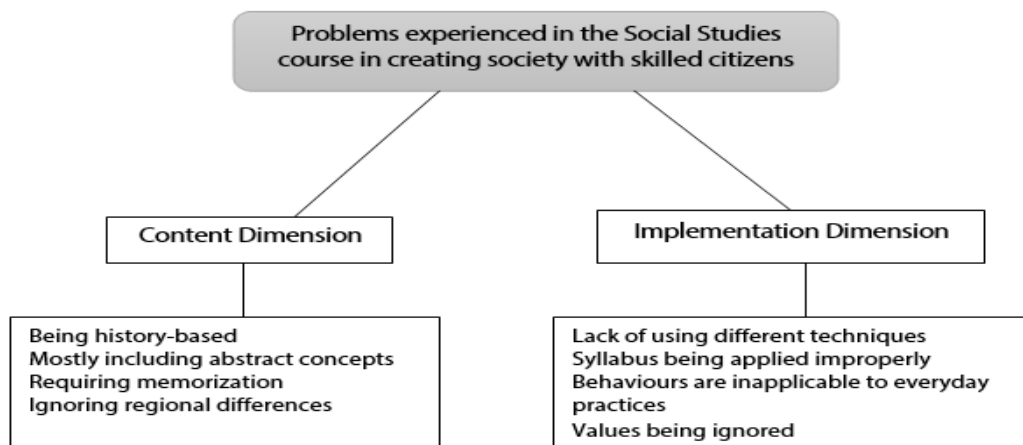 Problems experienced in the Social Studies
course in creating society with skilled citizens
Content Dimension
Implementation Dimension
Being history-based
Mostly including abstract concepts
Requiring memorization
Ignoring regional differences
Lack of using different techniques
Syllabus being applied improperly
Behaviours are inapplicable to everyday
practices
Values being ignored